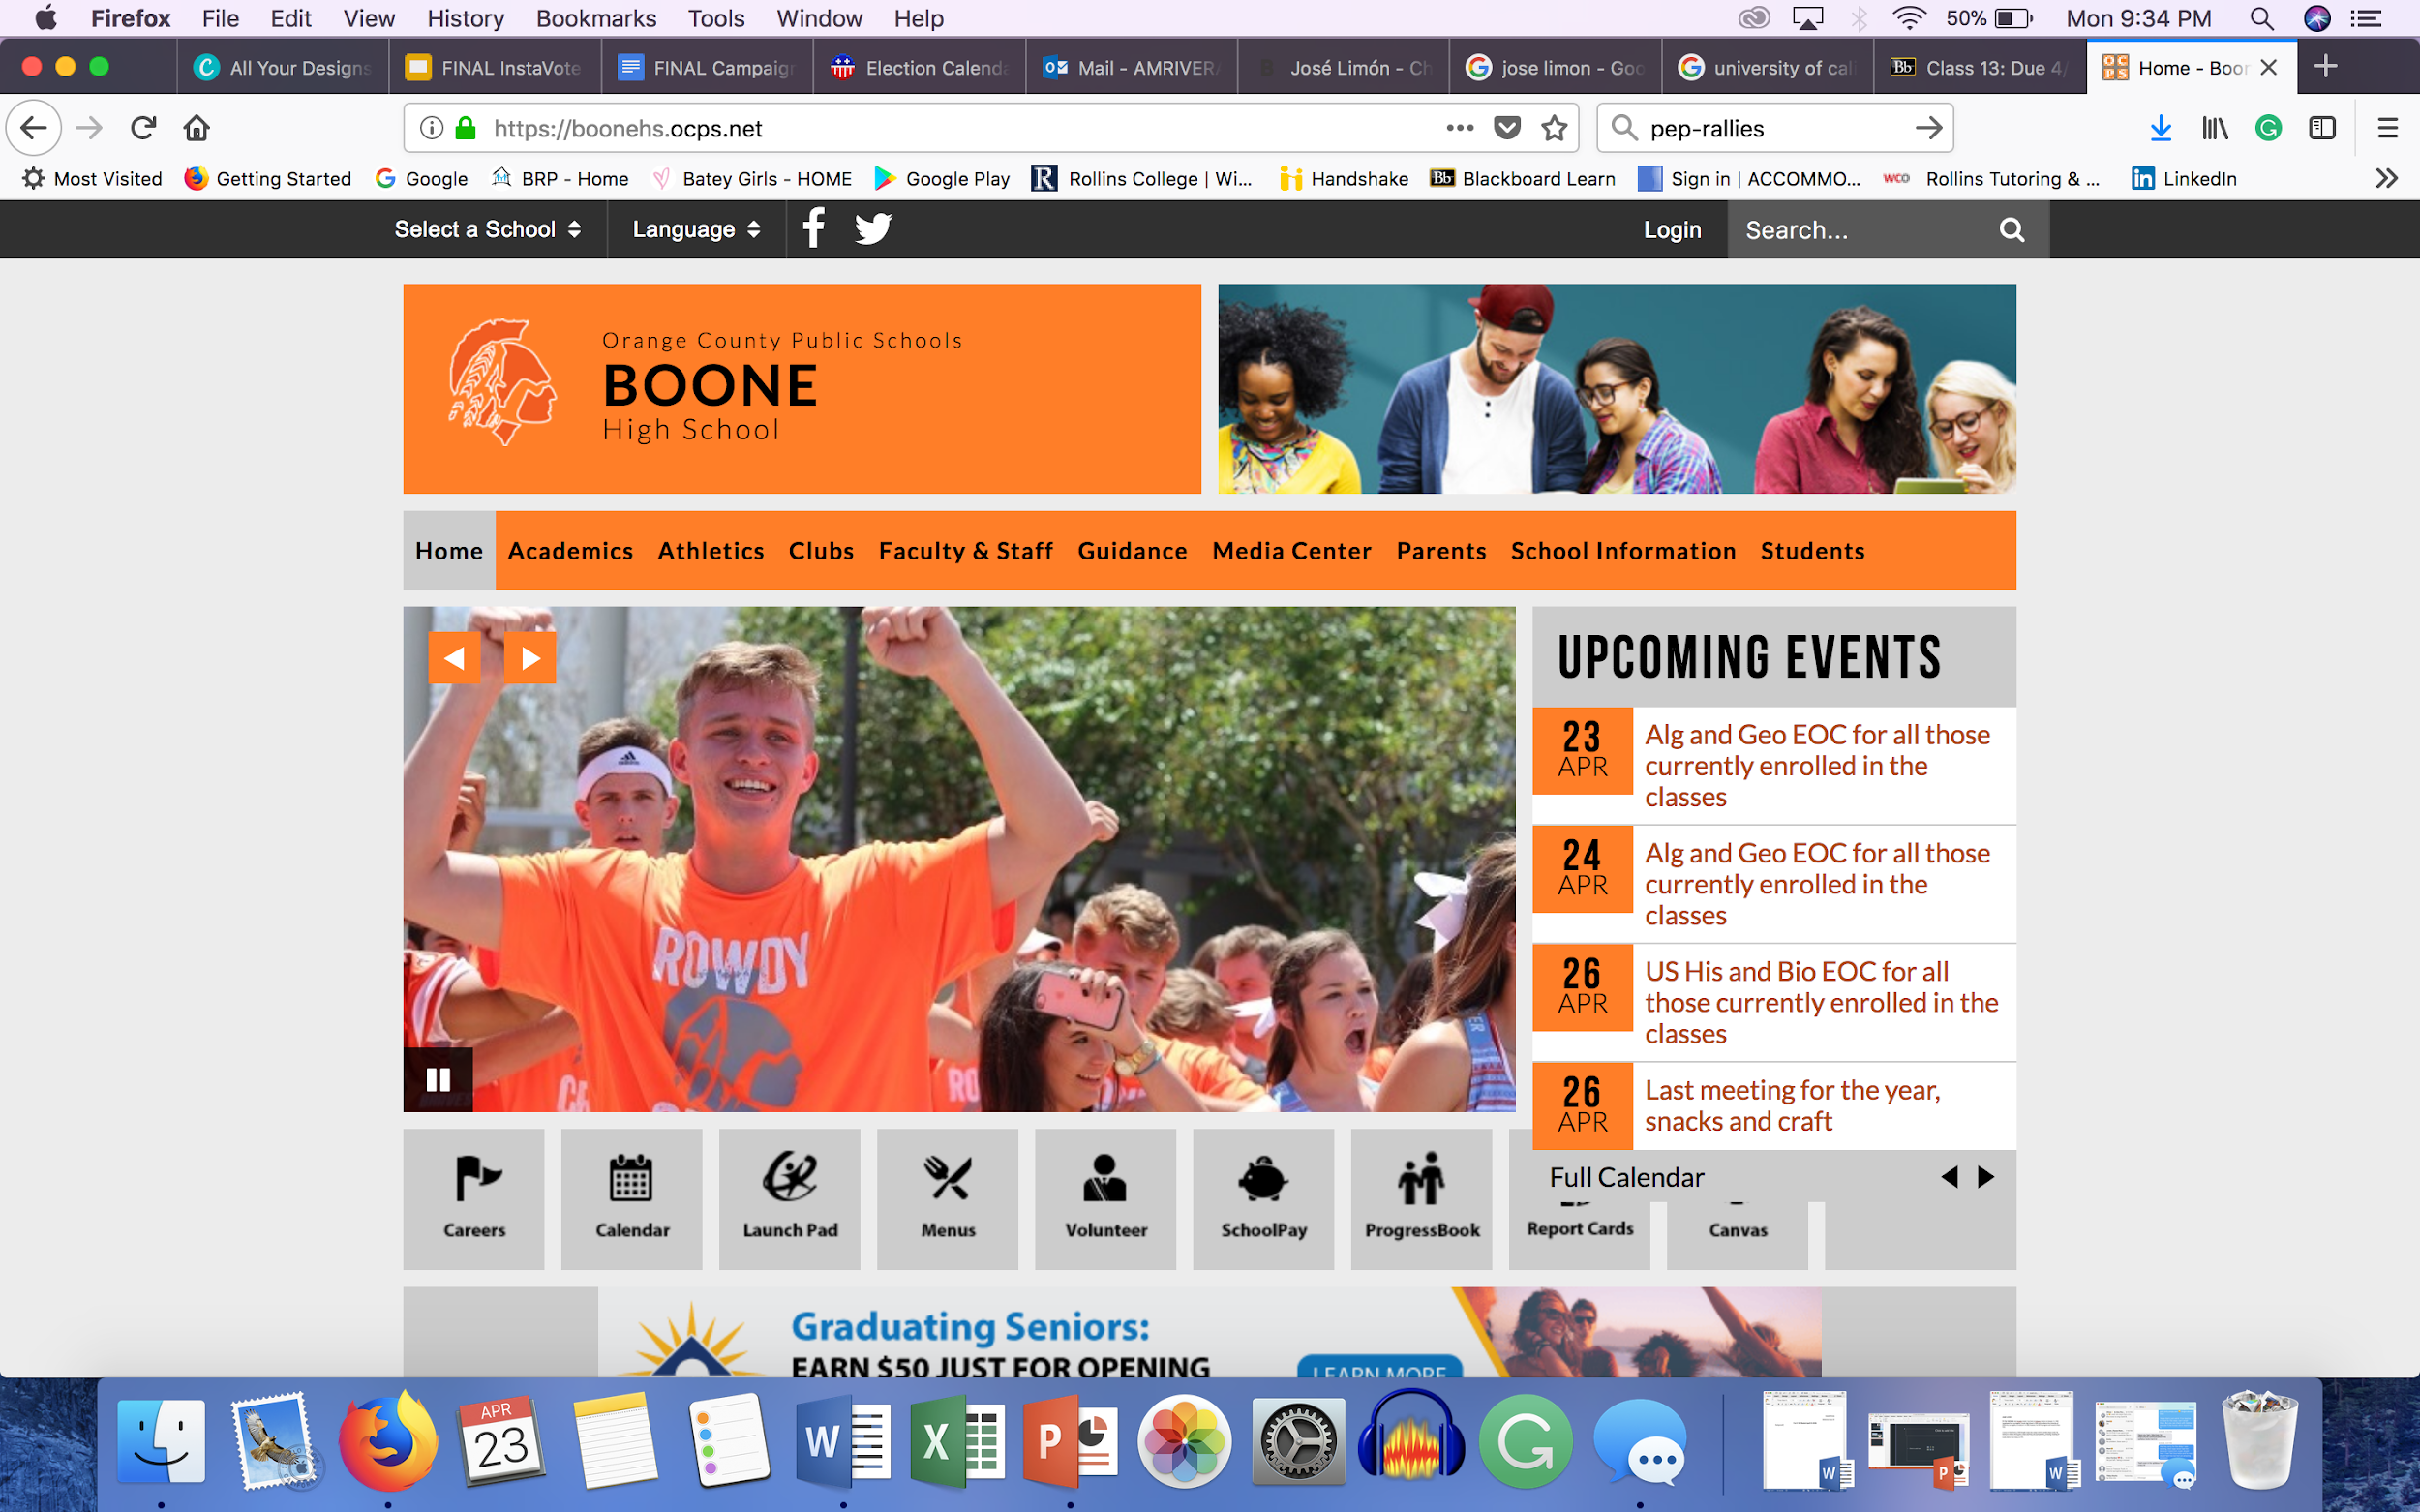 Firefox File Edit View History Bookmarks Tools Window Help 50% Mon 9:34 PM
All Your Designs FINAL InstaVote FINAL Campaign Election Calenda Mail - AMRIVERA José Limón - Ch jose limon - Goo university of cal Class 13: Due 4/ Home - Boon
https://boonehs.ocps.net pep-rallies
Most Visited Getting Started Google BRP - Home Batey Girls - HOME Google Play Rollins College | Wi... Handshake Blackboard Learn Sign in | ACCOMMO... Rollins Tutoring & ... LinkedIn
Select a School Language Login Search...
Orange County Public Schools
BOONE
High School
Home Academics Athletics Clubs Faculty & Staff Guidance Media Center Parents School Information Students
ROWDY
UPCOMING EVENTS
23 APR
Alg and Geo EOC for all those
currently enrolled in the
classes
24 APR
Alg and Geo EOC for all those
currently enrolled in the
classes
26 APR
US His and Bio EOC for all
those currently enrolled in the
classes
26 APR
Last meeting for the year,
snacks and craft
Full Calendar
Careers Calendar Launch Pad Menus Volunteer SchoolPay ProgressBook Report Cards Canvas
Graduating Seniors:
EARN $50 JUST FOR OPENING
LEARN MORE
APR
23